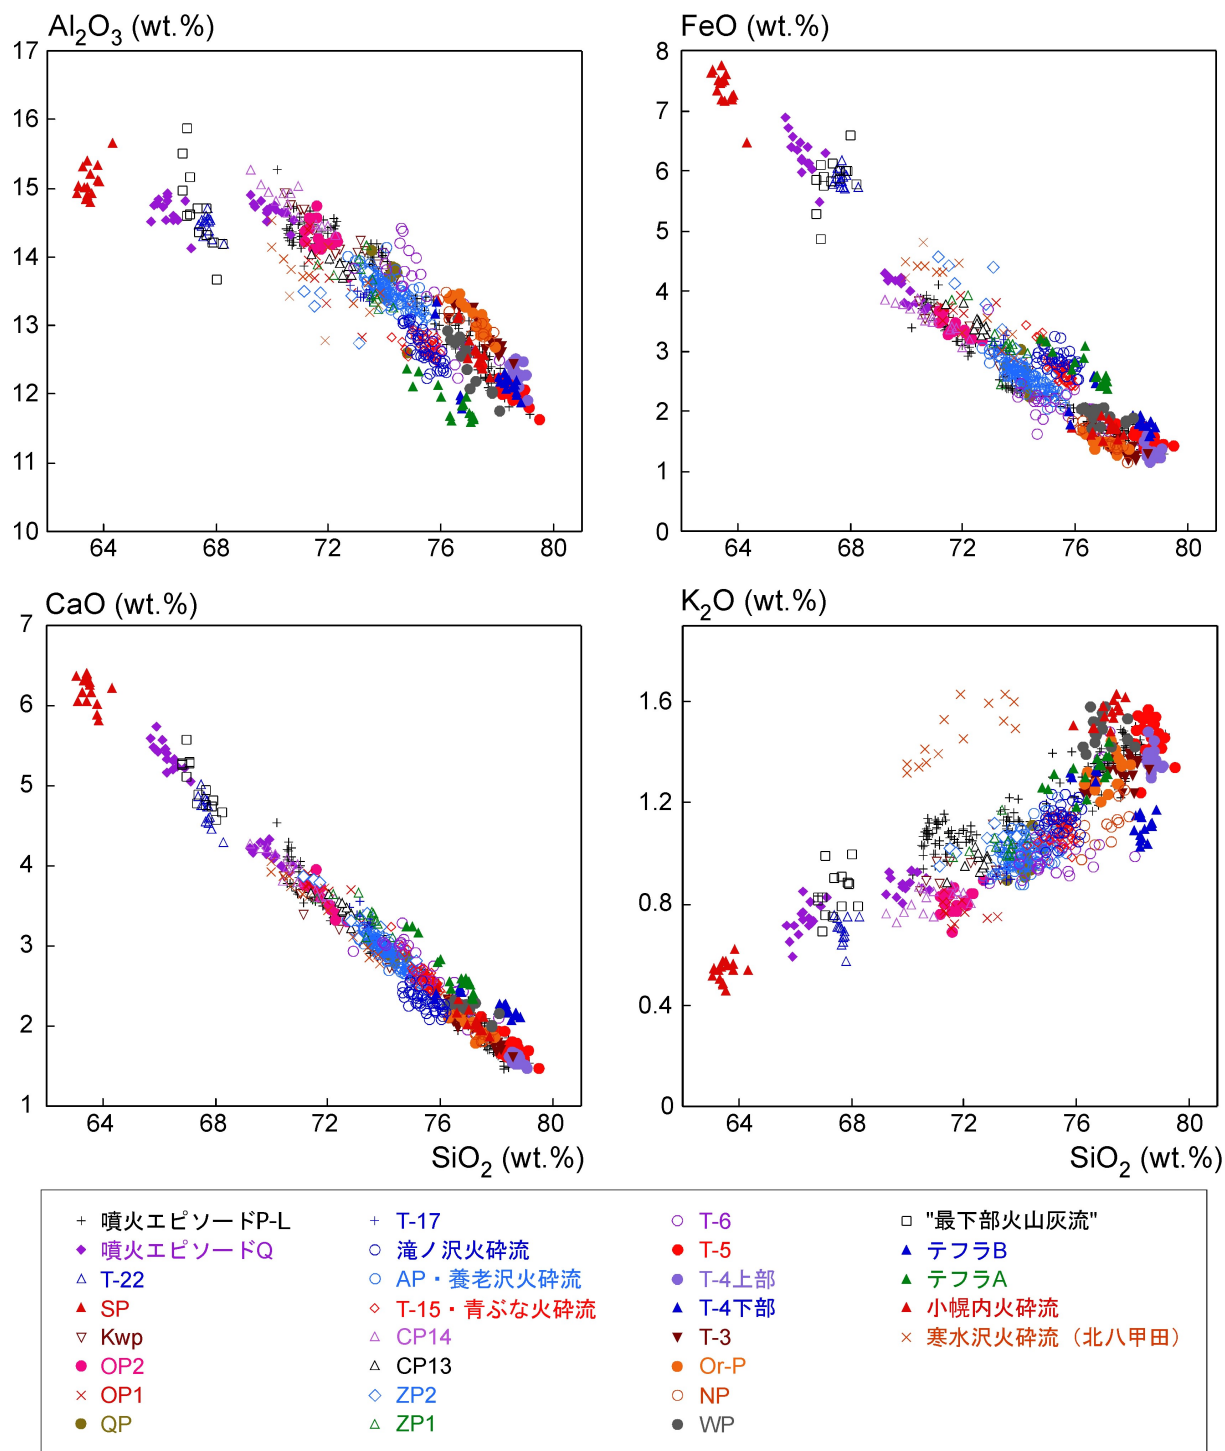 Al2O3 (wt.%)
17
16
15
14
13
12
11
10
64 68 72 76 80
FeO (wt.%)
8
7
6
5
4
3
2
1
0
64 68 72 76 80
CaO (wt.%)
7
6
5
4
3
2
1
64 68 72 76 80
SiO2 (wt.%)
K2O (wt.%)
1.6
1.2
0.8
0.4
0
64 68 72 76 80
SiO2 (wt.%)
噴火エピソードP-L
噴火エピソードQ
T-22
SP
Kwp
OP2
OP1
QP
T-17
滝ノ沢火砕流
AP・養老沢火砕流
T-15・青ぶな火砕流
CP14
CP13
ZP2
ZP1
T-6
T-5
T-4上部
T-4下部
T-3
Or-P
NP
WP
"最下部火山灰流"
テフラB
テフラA
小幌内火砕流
寒水沢火砕流（北八甲田）